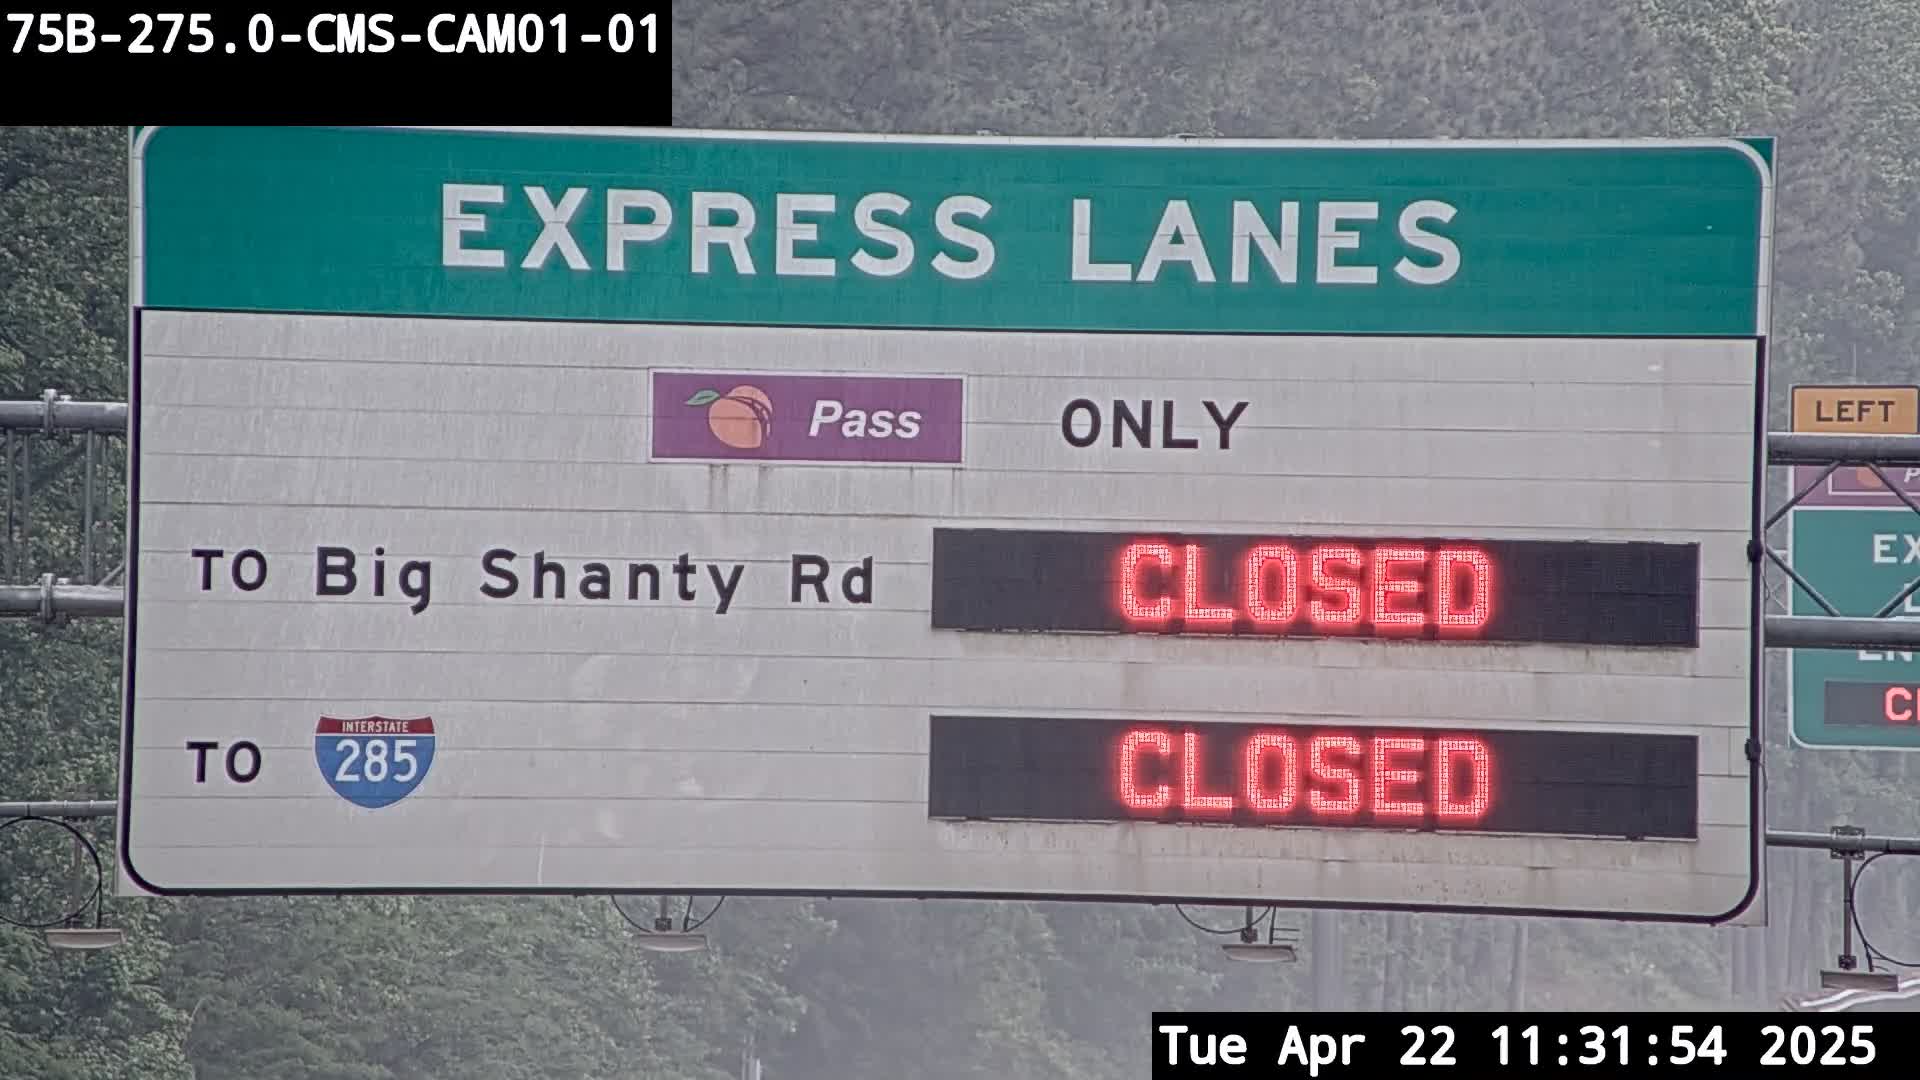 75B-275.0-CMS-CAM01-01
EXPRESS LANES
Pass ONLY
TO Big Shanty Rd CLOSED
TO INTERSTATE 285 CLOSED
LEFT
Tue Apr 22 11:31:54 2025